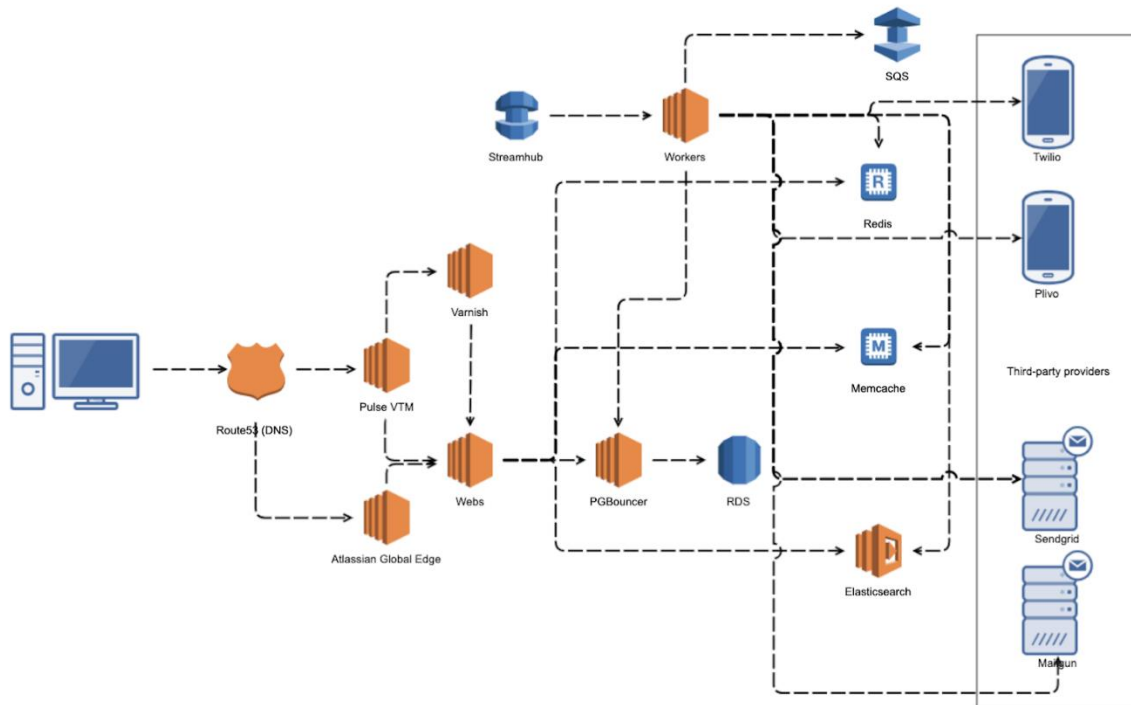 SQS
Streamhub
Workers
Twilio
R
Redis
Plivo
Varnish
M
Memcache
Third-party providers
Pulse VTM
Route53 (DNS)
Webs
PGBouncer
RDS
Atlassian Global Edge
Sendgrid
Elasticsearch
Mailgun